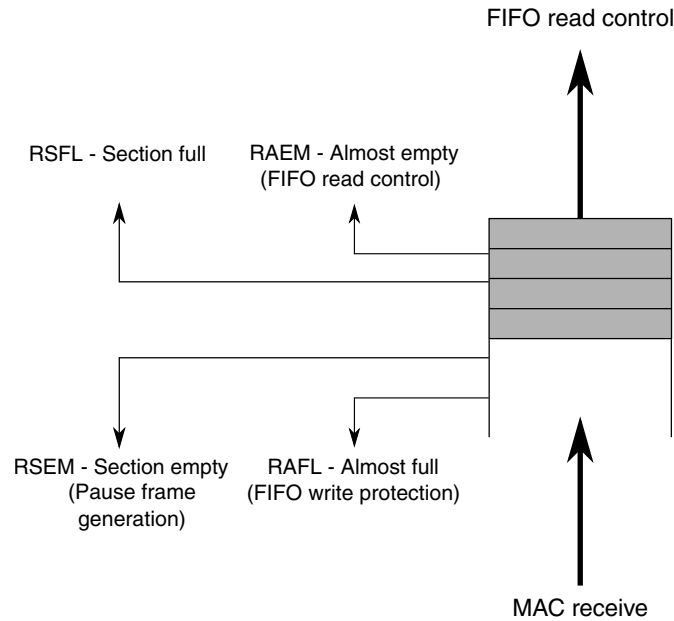 FIFO read control
RSFL - Section full
RAEM - Almost empty
(FIFO read control)
RSEM - Section empty
(Pause frame
generation)
RAFL - Almost full
(FIFO write protection)
MAC receive